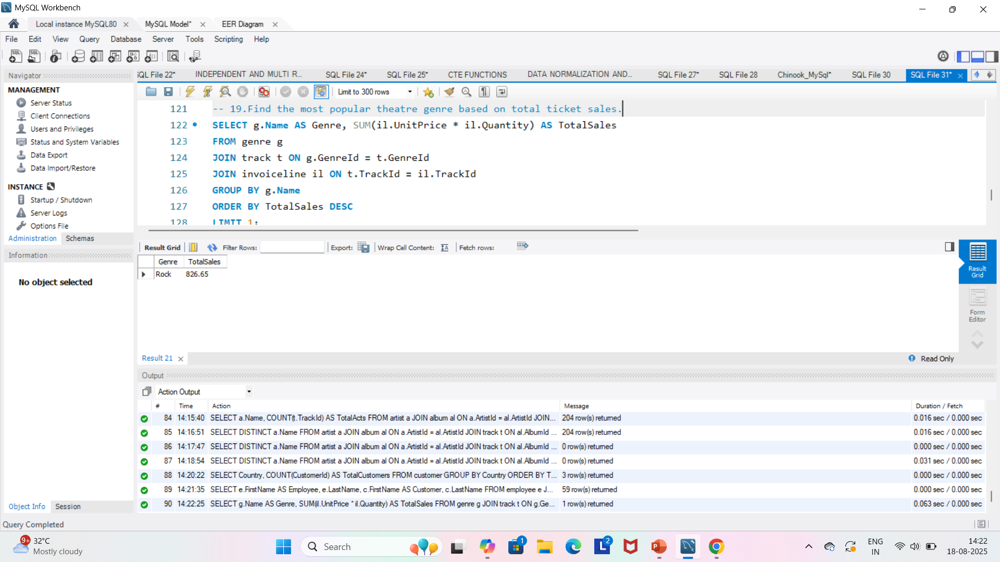 MySQL Workbench
Local instance MySQL80
MySQL Model*
EER Diagram
File Edit View Query Database Server Tools Scripting Help
Navigator
SQL File 22*
INDEPENDENT AND MULTI R...
SQL File 24*
SQL File 25*
CTE FUNCTIONS
DATA NORMALIZATION AND...
SQL File 27*
SQL File 28
Chinook_MySql*
SQL File 30
SQL File 31*
MANAGEMENT
Server Status
Client Connections
Users and Privileges
Status and System Variables
Data Export
Data Import/Restore
INSTANCE
Startup / Shutdown
Server Logs
Options File
Administration Schemas
Information
No object selected
Object Info Session
Limit to 300 rows
121 -- 19.Find the most popular theatre genre based on total ticket sales.
122 SELECT g.Name AS Genre, SUM(il.UnitPrice * il.Quantity) AS TotalSales
123 FROM genre g
124 JOIN track t ON g.GenreId = t.GenreId
125 JOIN invoiceline il ON t.TrackId = il.TrackId
126 GROUP BY g.Name
127 ORDER BY TotalSales DESC
128 LIMIT 1;
Result Grid Filter Rows: Export: Wrap Cell Content: Fetch rows:
Genre TotalSales
Rock 826.65
Result Grid
Form Editor
Result 21
Read Only
Output
Action Output
# Time Action Message Duration / Fetch
84 14:15:40 SELECT a.Name, COUNT(t.TrackId) AS TotalActs FROM artist a JOIN album al ON a.ArtistId = al.ArtistId JOIN... 204 row(s) returned 0.016 sec / 0.000 sec
85 14:16:51 SELECT DISTINCT a.Name FROM artist a JOIN album al ON a.ArtistId = al.ArtistId JOIN track t ON al.AlbumId ... 204 row(s) returned 0.016 sec / 0.000 sec
86 14:17:47 SELECT DISTINCT a.Name FROM artist a JOIN album al ON a.ArtistId = al.ArtistId JOIN track t ON al.AlbumId ... 0 row(s) returned 0.000 sec / 0.000 sec
87 14:18:54 SELECT DISTINCT a.Name FROM artist a JOIN album al ON a.ArtistId = al.ArtistId JOIN track t ON al.AlbumId ... 0 row(s) returned 0.031 sec / 0.000 sec
88 14:20:22 SELECT Country, COUNT(CustomerId) AS TotalCustomers FROM customer GROUP BY Country ORDER BY T... 3 row(s) returned 0.000 sec / 0.000 sec
89 14:21:35 SELECT e.FirstName AS Employee, e.LastName, c.FirstName AS Customer, c.LastName FROM employee e J... 59 row(s) returned 0.000 sec / 0.000 sec
90 14:22:25 SELECT g.Name AS Genre, SUM(il.UnitPrice * il.Quantity) AS TotalSales FROM genre g JOIN track t ON g.Ge... 1 row(s) returned 0.063 sec / 0.000 sec
Query Completed
9+ 32°C
Mostly cloudy
Search
1
2
ENG
IN
14:22
18-08-2025